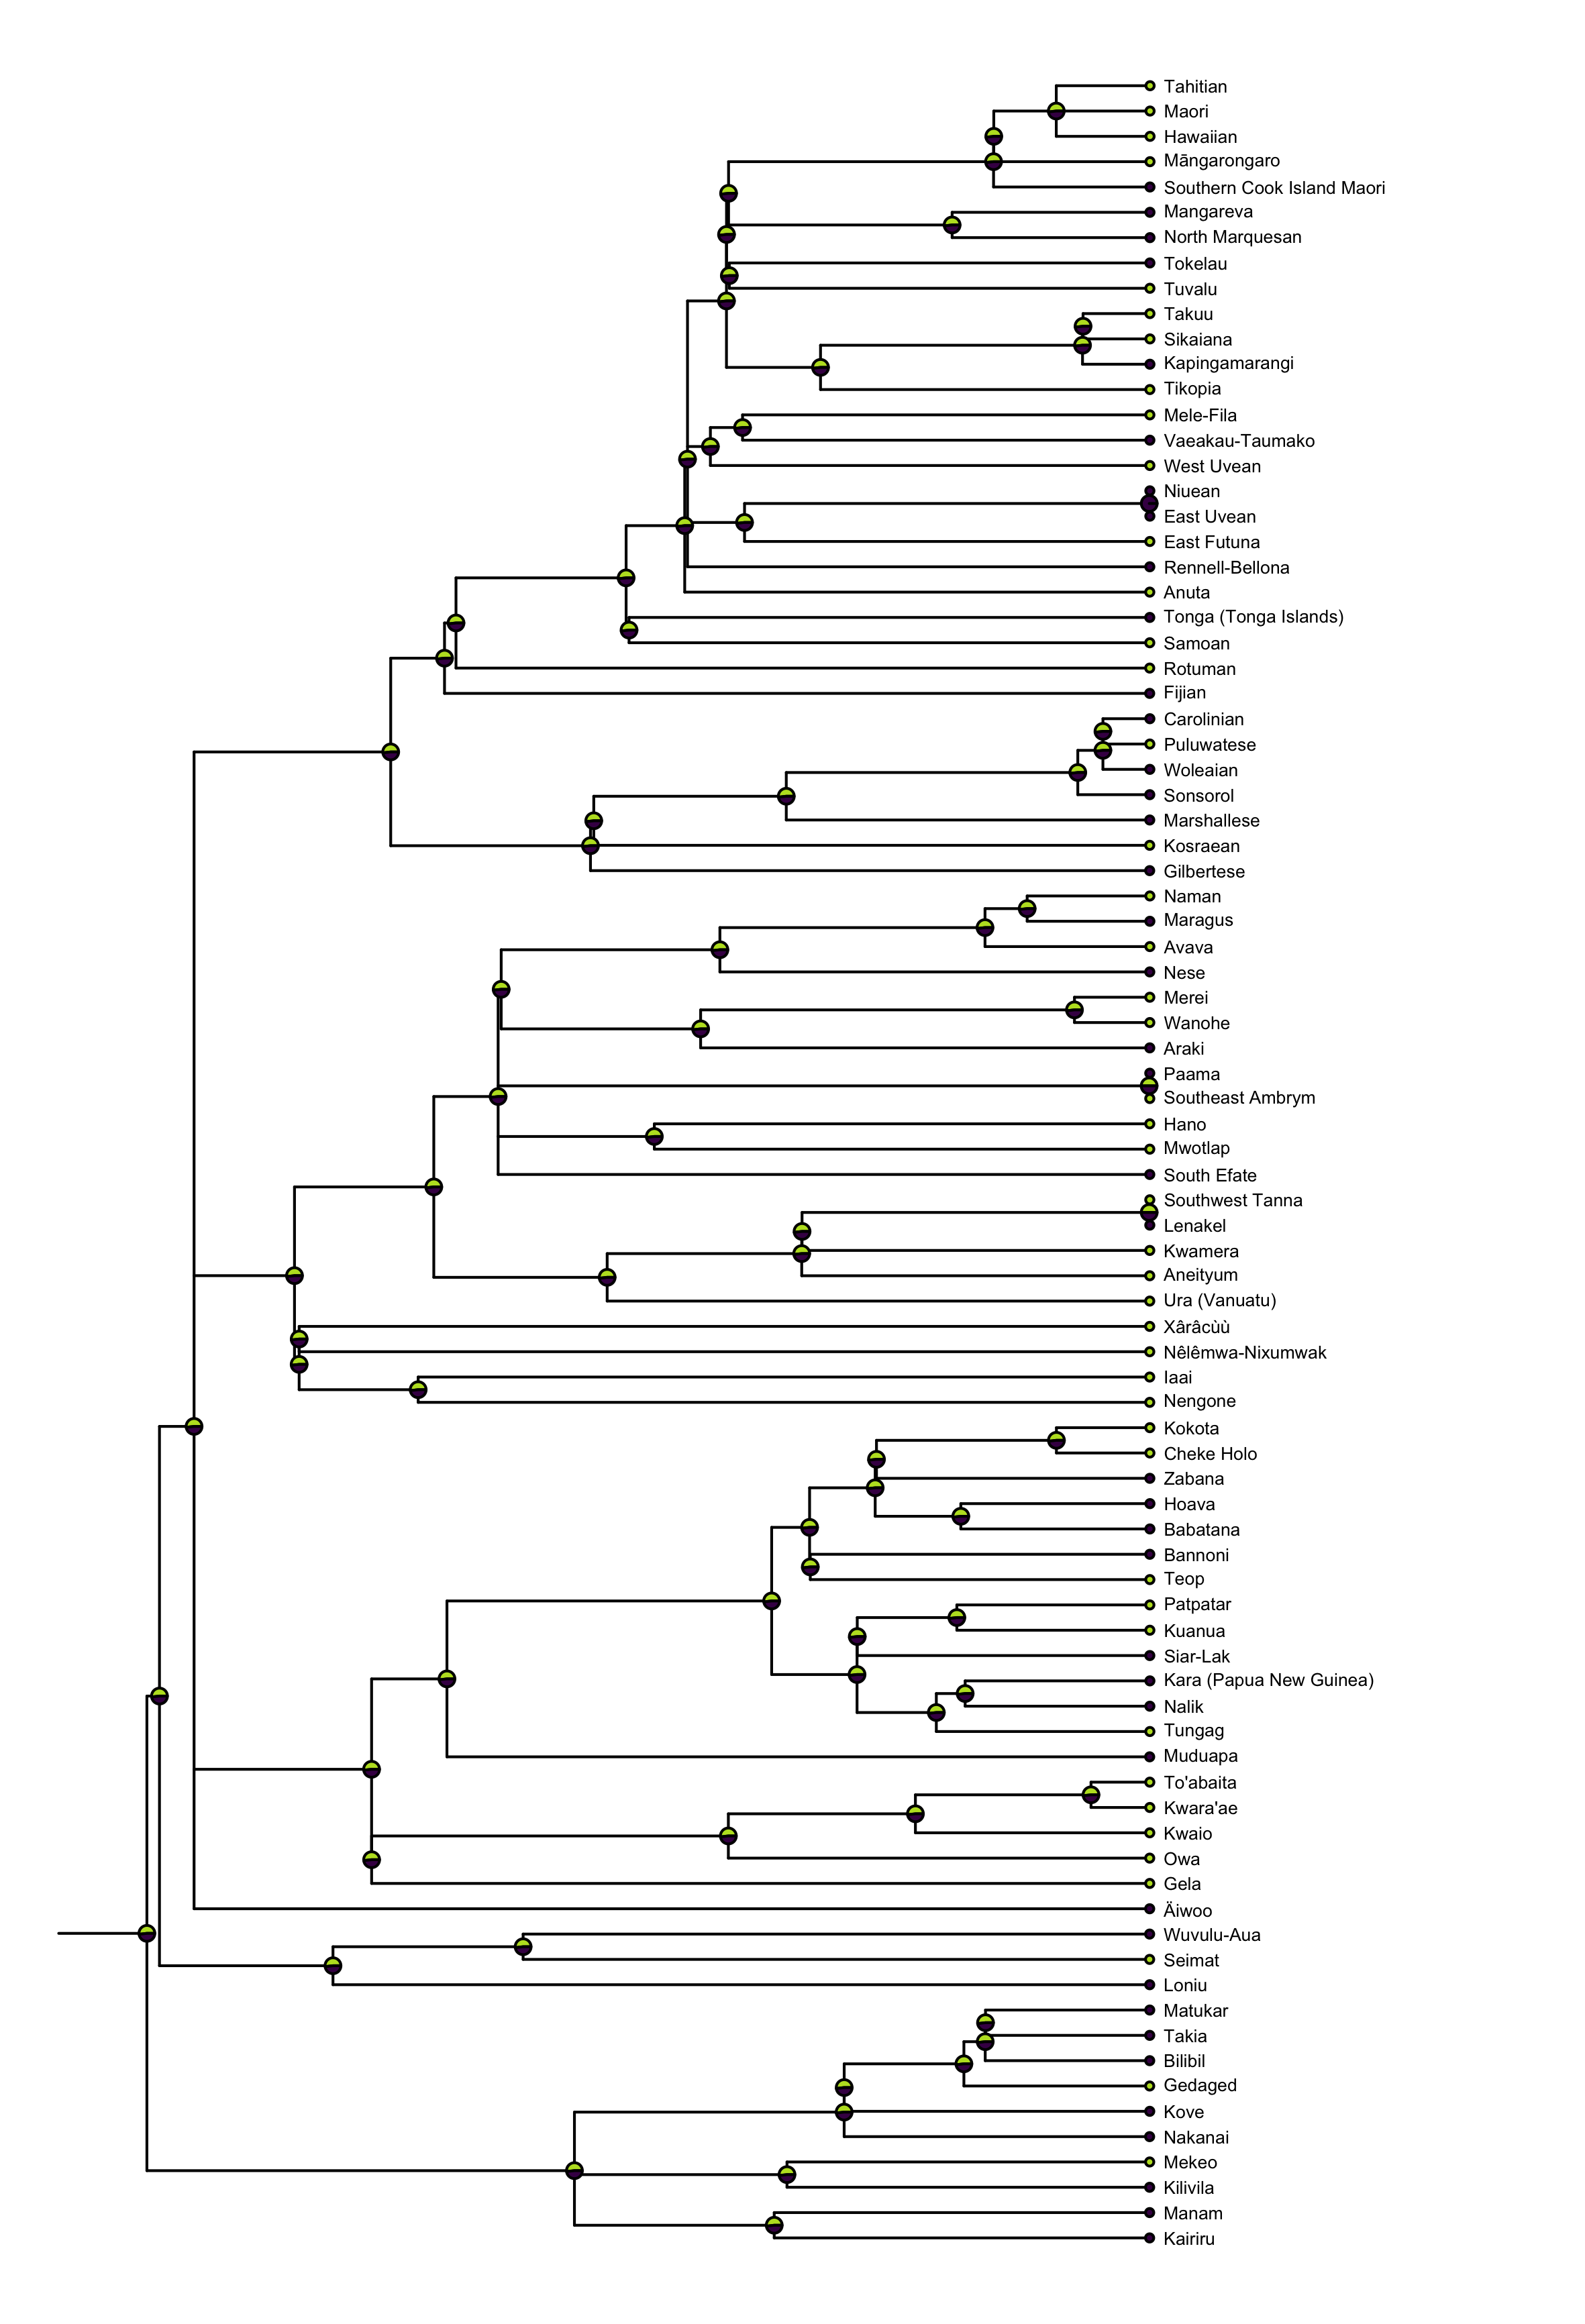 Tahitian
Maori
Hawaiian
Māngarongaro
Southern Cook Island Maori
Mangareva
North Marquesan
Tokelau
Tuvalu
Takuu
Sikaiana
Kapingamarangi
Tikopia
Mele-Fila
Vaeakau-Taumako
West Uvean
Niuean
East Uvean
East Futuna
Rennell-Bellona
Anuta
Tonga (Tonga Islands)
Samoan
Rotuman
Fijian
Carolinian
Puluwatese
Woleaian
Sonsorol
Marshallese
Kosraean
Gilbertese
Naman
Maragus
Avava
Nese
Merei
Wanohe
Araki
Paama
Southeast Ambrym
Hano
Mwotlap
South Efate
Southwest Tanna
Lenakel
Kwamera
Aneityum
Ura (Vanuatu)
Xârâcùù
Nêlêmwa-Nixumwak
Iaai
Nengone
Kokota
Cheke Holo
Zabana
Hoava
Babatana
Bannoni
Teop
Patpatar
Kuanua
Siar-Lak
Kara (Papua New Guinea)
Nalik
Tungag
Muduapa
To'abaita
Kwara'ae
Kwaio
Owa
Gela
Äiwoo
Wuvulu-Aua
Seimat
Loniu
Matukar
Takia
Bilibil
Gedaged
Kove
Nakanai
Mekeo
Kilivila
Manam
Kairiru